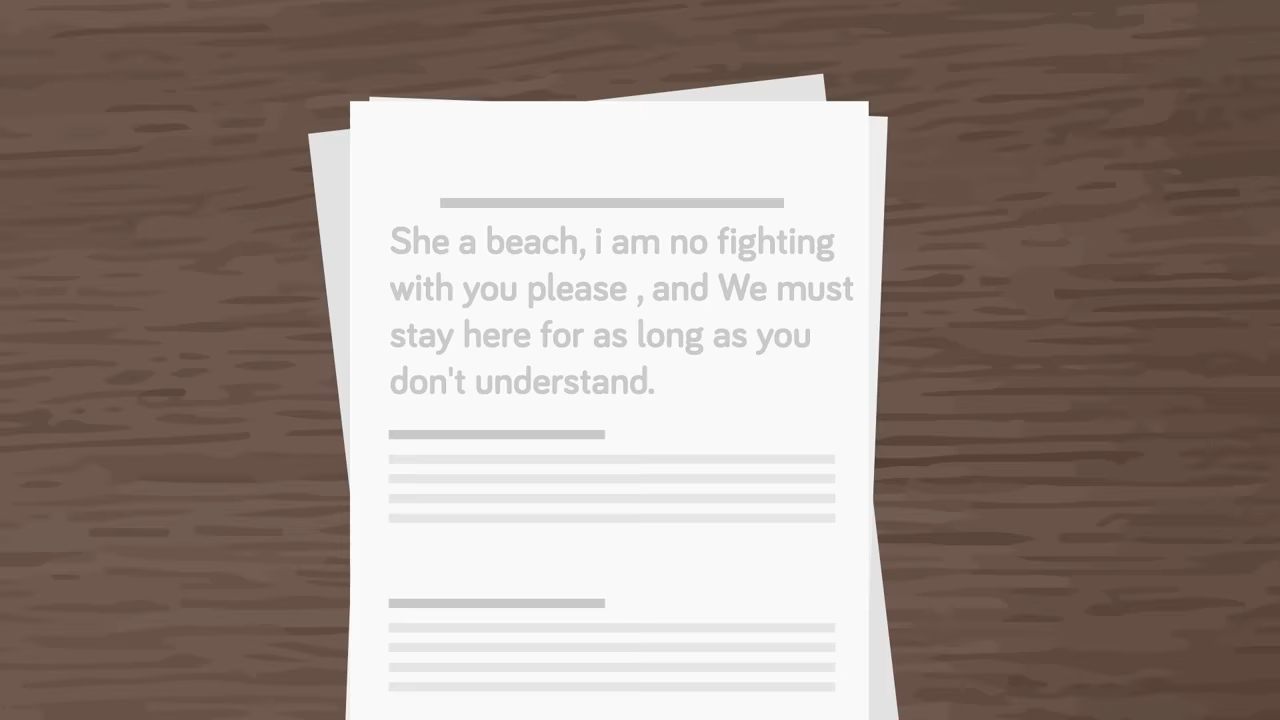 She a beach, i am no fighting
with you please , and We must
stay here for as long as you
don't understand.